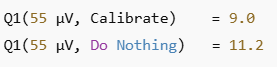 Q1(55 μV, Calibrate) = 9.0
Q1(55 μV, Do Nothing) = 11.2